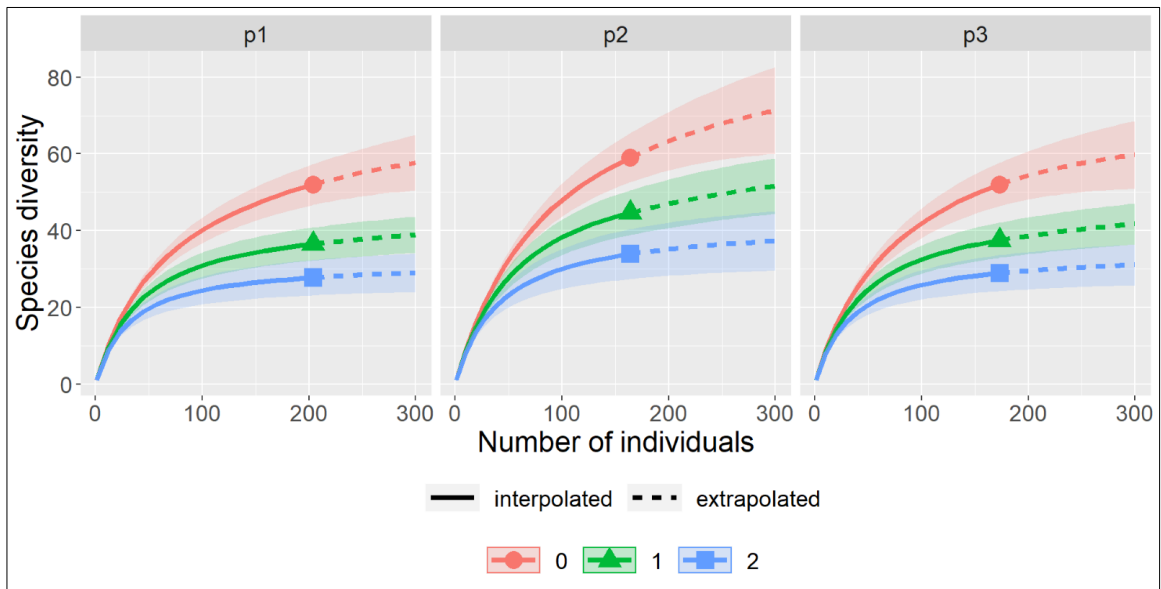 p1 p2 p3
Species diversity
80
60
40
20
0
0 100 200 300 0 100 200 300 0 100 200 300
Number of individuals
interpolated extrapolated
0 1 2